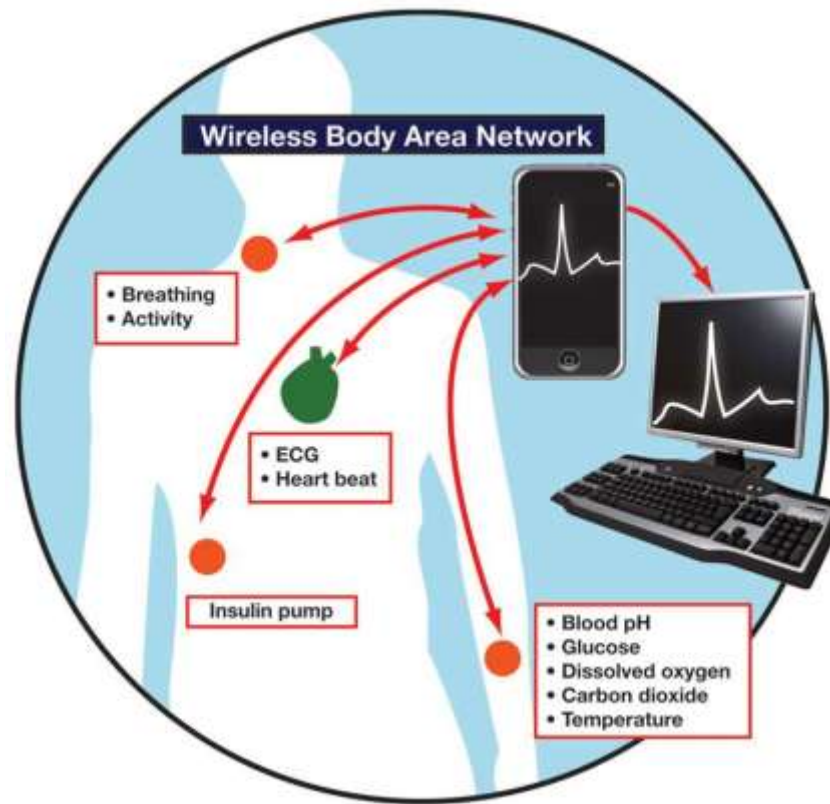 Wireless Body Area Network
• Breathing
• Activity
• ECG
• Heart beat
Insulin pump
• Blood pH
• Glucose
• Dissolved oxygen
• Carbon dioxide
• Temperature